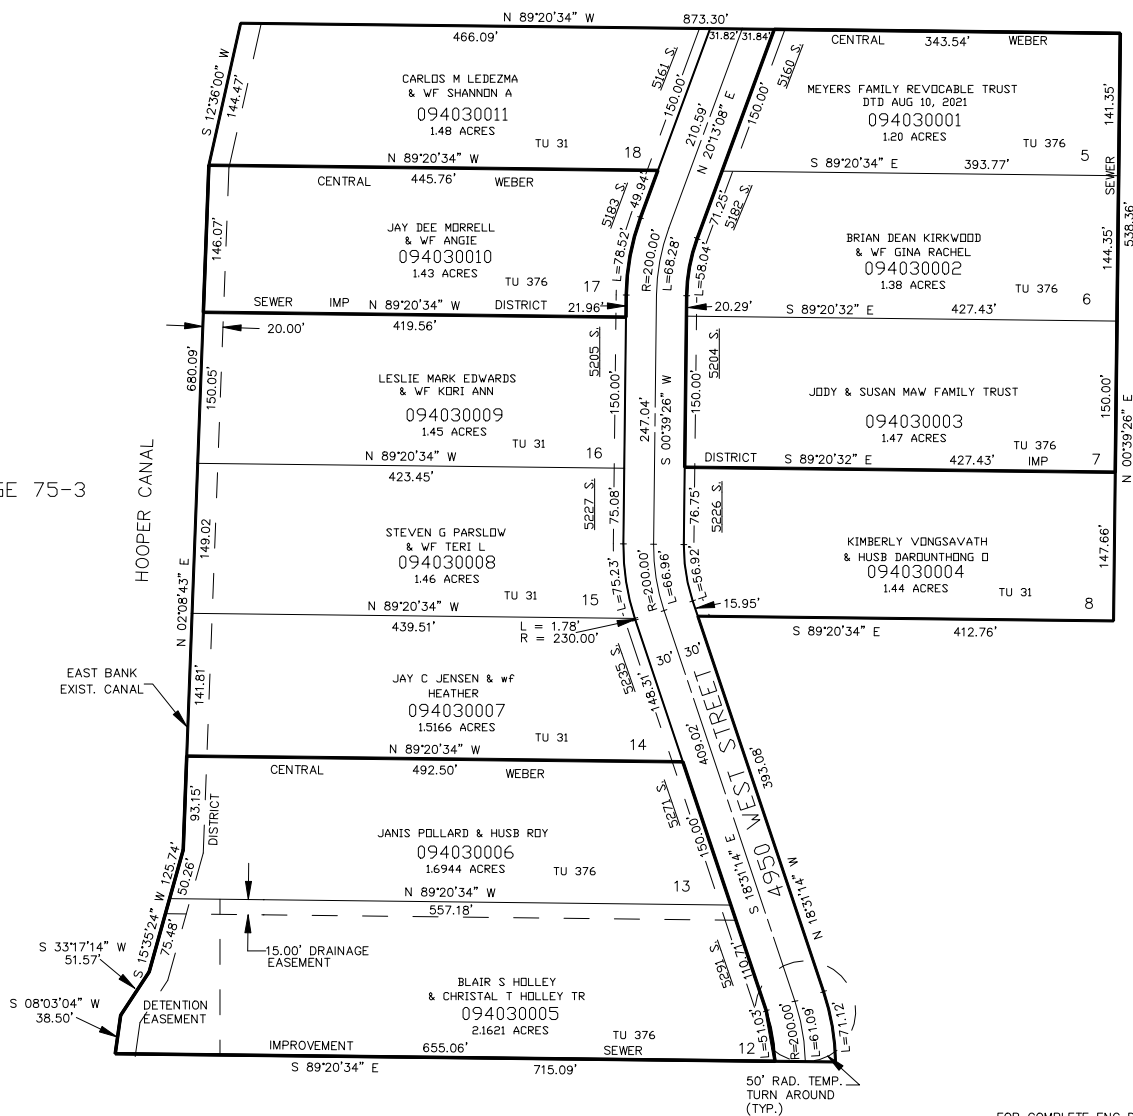 N 89°20'34" W 873.30'
466.09'
31.82' 31.84'
CENTRAL 343.54' WEBER
S 12°36'00" W
144.47'
CARLOS M LEDEZMA
& WF SHANNON A
094030011
1.48 ACRES
TU 31
18
N 89°20'34" W
5161 S.
150.00'
210.59'
N 20°13'08" E
5160 S.
150.00'
MEYERS FAMILY REVOCABLE TRUST
DTD AUG 10, 2021
094030001
1.20 ACRES
TU 376
5
141.35'
SEWER
S 89°20'34" E 393.77'
538.36'
CENTRAL 445.76' WEBER
146.07'
JAY DEE MORRELL
& WF ANGIE
094030010
1.43 ACRES
TU 376
17
5183 S.
49.94'
L=78.52'
R=200.00'
L=68.28'
5182 S.
71.25'
L=58.04'
BRIAN DEAN KIRKWOOD
& WF GINA RACHEL
094030002
1.38 ACRES
TU 376
6
144.35'
SEWER IMP N 89°20'34" W DISTRICT 21.96'
20.29'
S 89°20'32" E 427.43'
20.00'
419.56'
680.09'
150.05'
LESLIE MARK EDWARDS
& WF KORI ANN
094030009
1.45 ACRES
TU 31
16
5205 S.
150.00'
247.04'
S 00°39'26" W
5204 S.
150.00'
JODY & SUSAN MAW FAMILY TRUST
094030003
1.47 ACRES
TU 376
7
150.00'
N 00°39'26" E
N 89°20'34" W
423.45'
DISTRICT S 89°20'32" E 427.43' IMP
GE 75-3
HOOPER CANAL
149.02
STEVEN G PARSLOW
& WF TERI L
094030008
1.46 ACRES
TU 31
15
5227 S.
75.08'
L=75.23'
R=200.00'
L=66.96'
5226 S.
76.75'
L=56.92'
KIMBERLY VONGSAVATH
& HUSB DAROUNTHONG O
094030004
1.44 ACRES
TU 31
8
147.66'
N 02°08'43" E
N 89°20'34" W
439.51'
L = 1.78'
R = 230.00'
15.95'
S 89°20'34" E 412.76'
EAST BANK
EXIST. CANAL
141.81'
JAY C JENSEN & wf
HEATHER
094030007
1.5166 ACRES
TU 31
14
5235 S.
148.31'
30' 30'
409.02'
4950 WEST STREET
393.08'
N 89°20'34" W
CENTRAL 492.50' WEBER
93.15'
DISTRICT
JANIS POLLARD & HUSB ROY
094030006
1.6944 ACRES
TU 376
13
5271 S.
150.00'
S 18°31'14" E
N 18°31'14" W
N 89°20'34" W
557.18'
S 15°35'24" W 125.74'
50.26'
75.48'
15.00' DRAINAGE
EASEMENT
S 33°17'14" W
51.57'
S 08°03'04" W
38.50'
DETENTION
EASEMENT
BLAIR S HOLLEY
& CHRISTAL T HOLLEY TR
094030005
2.1621 ACRES
TU 376
12
5291 S.
110.71'
L=51.03'
R=200.00'
L=61.09'
L=71.12'
IMPROVEMENT 655.06' SEWER
S 89°20'34" E 715.09'
50' RAD. TEMP.
TURN AROUND
(TYP.)